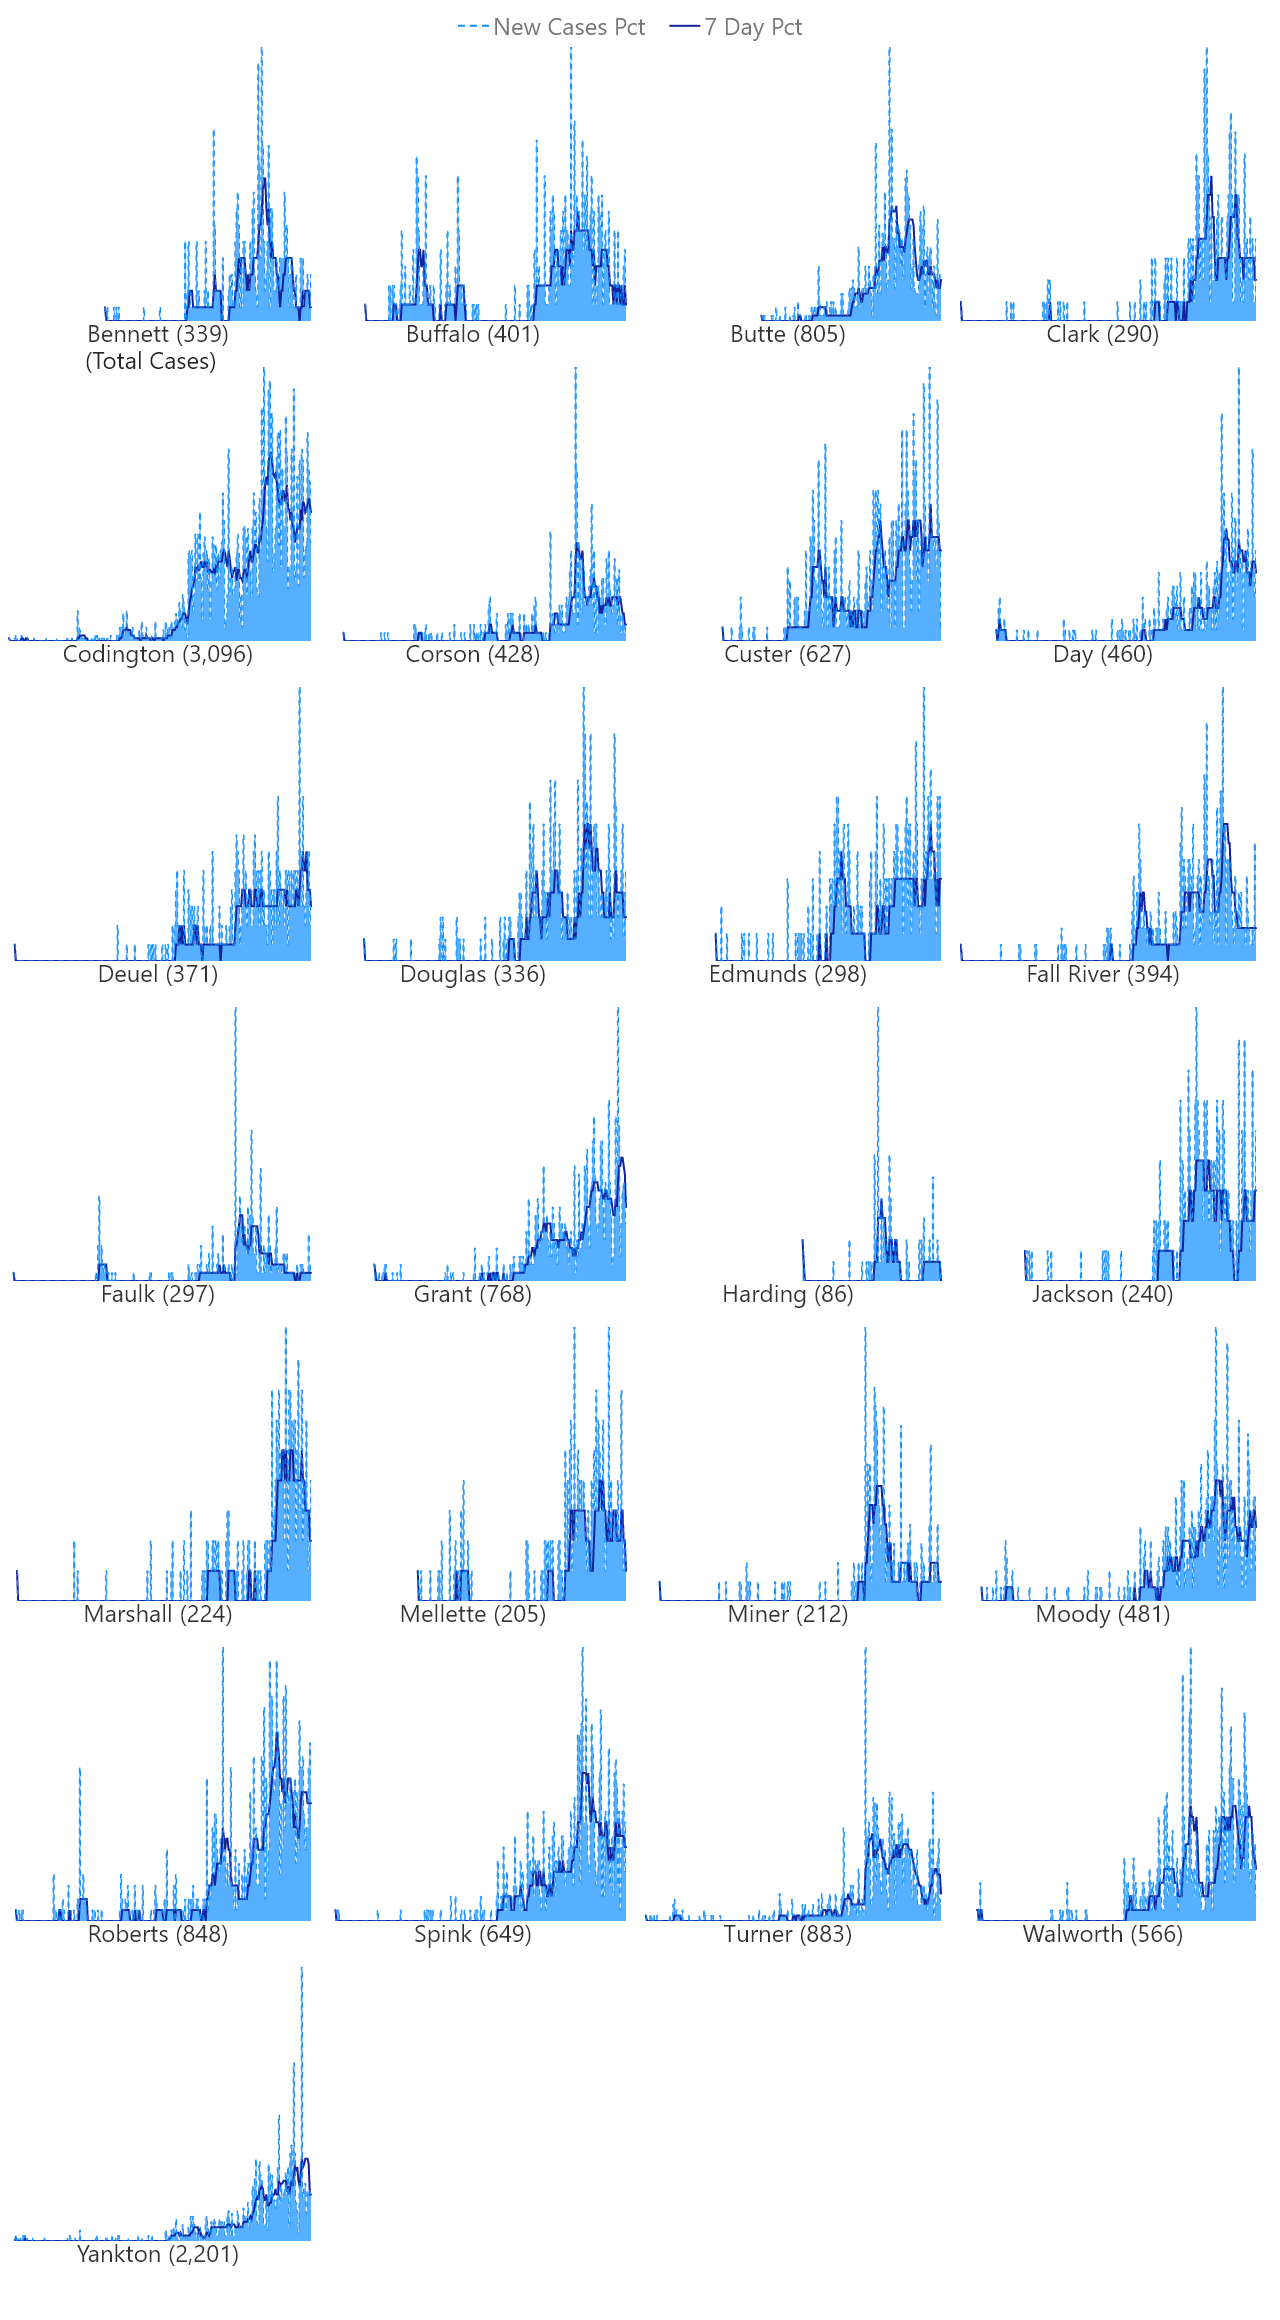 New Cases Pct 7 Day Pct
Bennett (339) Buffalo (401) Butte (805) Clark (290)
(Total Cases)
Codington (3,096) Corson (428) Custer (627) Day (460)
Deuel (371) Douglas (336) Edmunds (298) Fall River (394)
Faulk (297) Grant (768) Harding (86) Jackson (240)
Marshall (224) Mellette (205) Miner (212) Moody (481)
Roberts (848) Spink (649) Turner (883) Walworth (566)
Yankton (2,201)